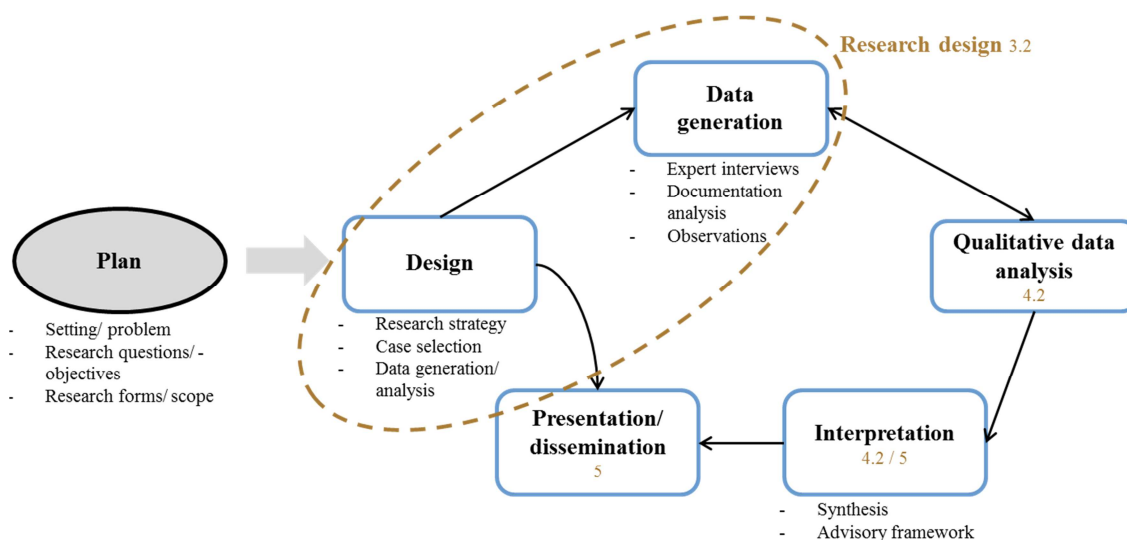 Research design 3.2
Data
generation
- Expert interviews
- Documentation
analysis
- Observations
Plan
- Setting/ problem
- Research questions/ -
objectives
- Research forms/ scope
Design
- Research strategy
- Case selection
- Data generation/
analysis
Qualitative data
analysis
4.2
Presentation/
dissemination
5
Interpretation
4.2 / 5
- Synthesis
- Advisory framework